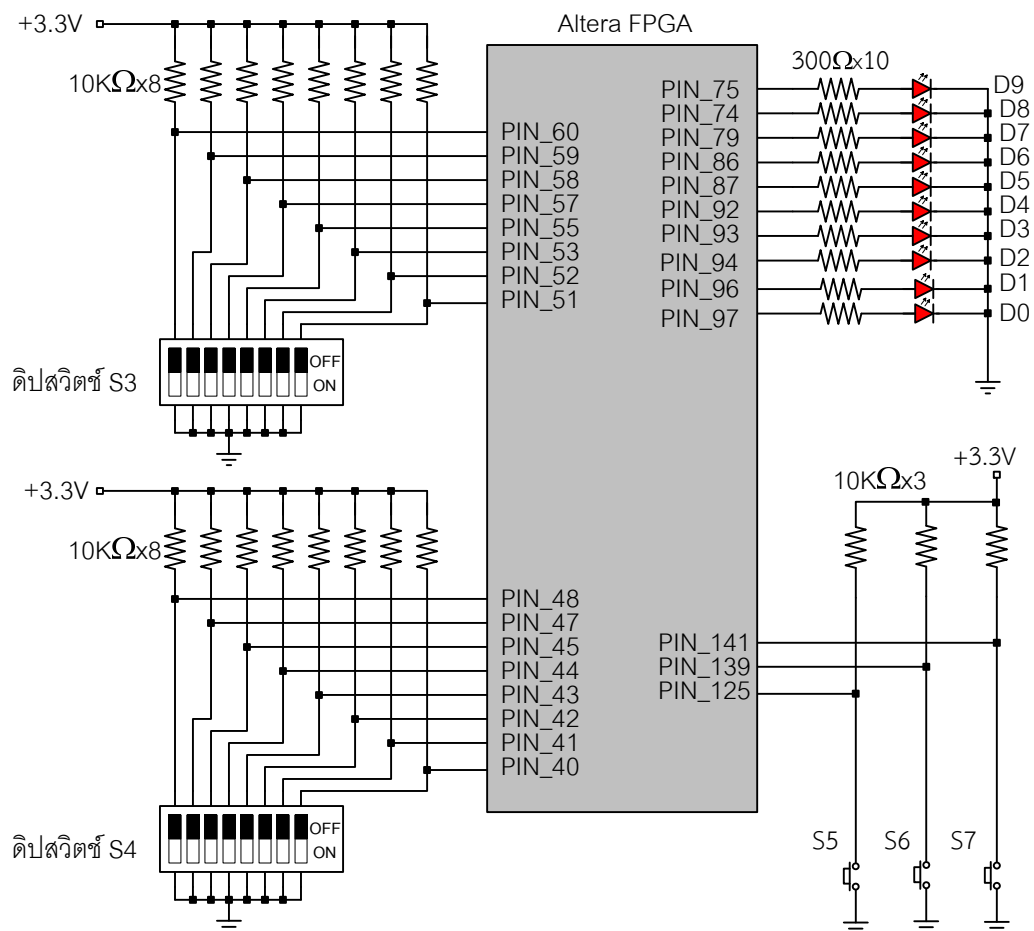 Altera FPGA
+3.3V
10KΩx8
PIN_60
PIN_59
PIN_58
PIN_57
PIN_55
PIN_53
PIN_52
PIN_51
OFF
ON
ดิปสวิตช์ S3
300Ωx10
PIN_75
PIN_74
PIN_79
PIN_86
PIN_87
PIN_92
PIN_93
PIN_94
PIN_96
PIN_97
D9
D8
D7
D6
D5
D4
D3
D2
D1
D0
+3.3V
10KΩx8
PIN_48
PIN_47
PIN_45
PIN_44
PIN_43
PIN_42
PIN_41
PIN_40
OFF
ON
ดิปสวิตช์ S4
+3.3V
10KΩx3
PIN_141
PIN_139
PIN_125
S5
S6
S7